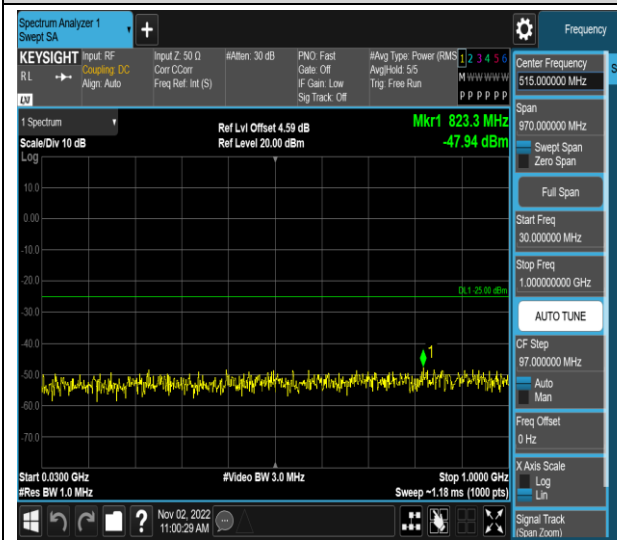 Spectrum Analyzer 1
Swept SA
+
Frequency
KEYSIGHT
Input: RF
Input Z: 50 Ω
#Atten: 30 dB
PNO: Fast
#Avg Type: Power (RMS
1 2 3 4 5 6
R L
Coupling: DC
Corr CCorr
Gate: Off
Avg|Hold: 5/5
M W W W W W
Align: Auto
Freq Ref: Int (S)
IF Gain: Low
Trig: Free Run
Sig Track: Off
P P P P P P
LXI
1 Spectrum
Ref Lvl Offset 4.59 dB
Mkr1 823.3 MHz
Scale/Div 10 dB
Ref Level 20.00 dBm
-47.94 dBm
Log
10.0
0.00
-10.0
-20.0
DL1 -25.00 dBm
-30.0
-40.0
1
-50.0
-60.0
-70.0
Start 0.0300 GHz
#Video BW 3.0 MHz
Stop 1.0000 GHz
#Res BW 1.0 MHz
Sweep ~1.18 ms (1000 pts)
?
Nov 02, 2022
11:00:29 AM
Center Frequency
515.000000 MHz
S
Span
970.000000 MHz
Swept Span
Zero Span
Full Span
Start Freq
30.000000 MHz
Stop Freq
1.000000000 GHz
AUTO TUNE
CF Step
97.000000 MHz
Auto
Man
Freq Offset
0 Hz
X Axis Scale
Log
Lin
Signal Track
(Span Zoom)